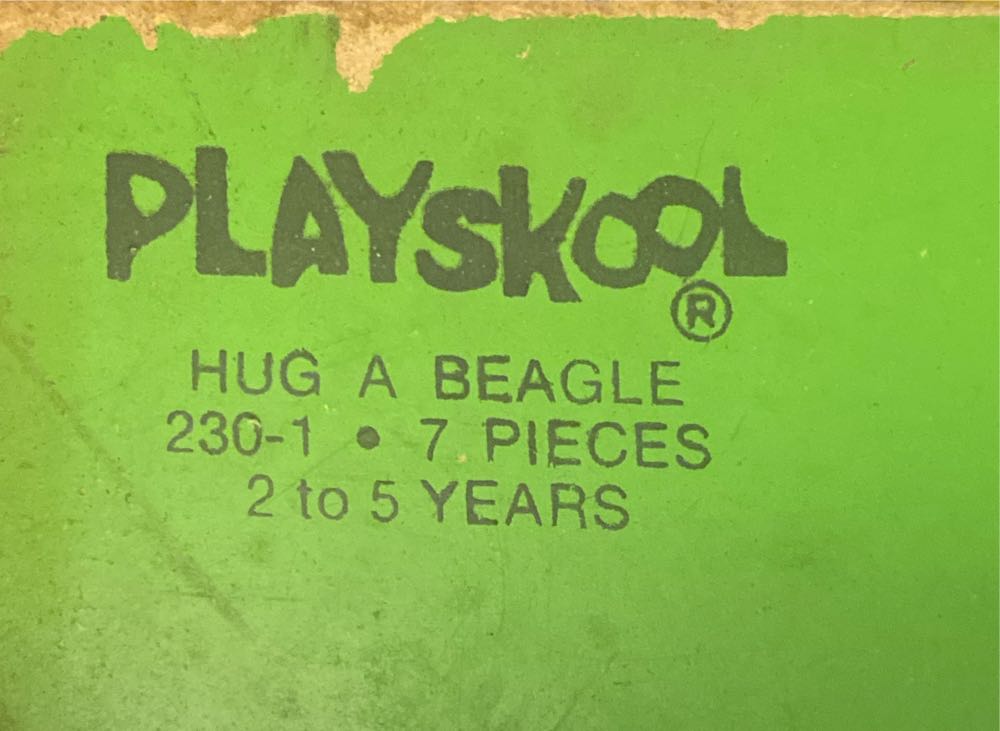 PLAYSKOOL
®
HUG A BEAGLE
230-1 • 7 PIECES
2 to 5 YEARS